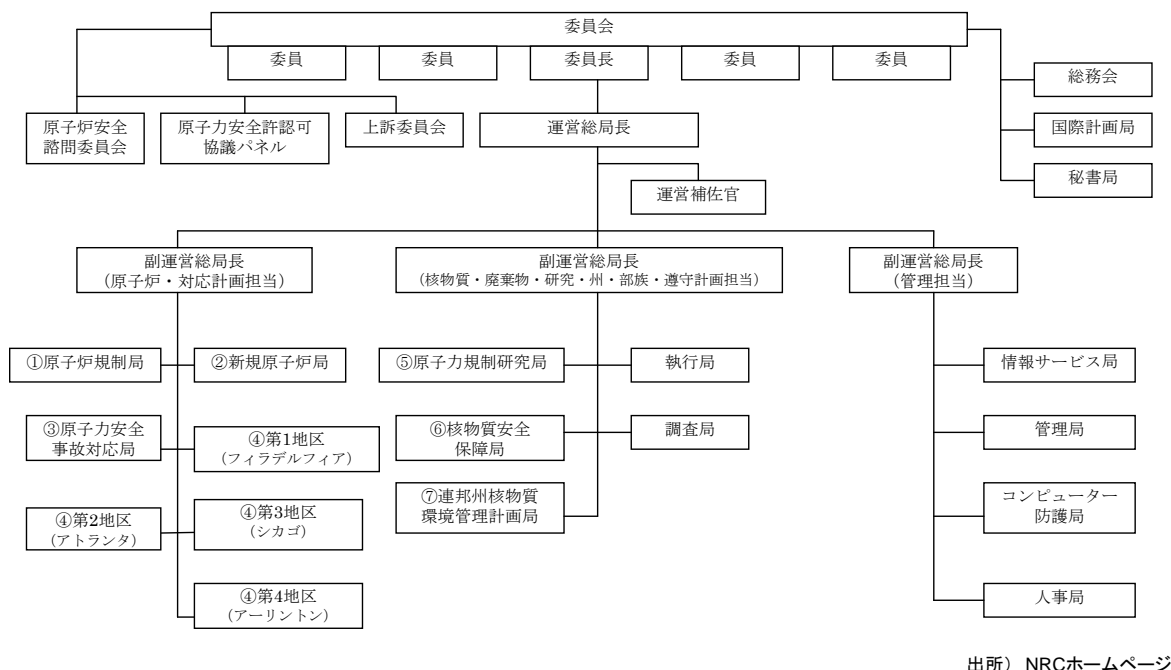 委員会
委員
委員
委員長
委員
委員
総務会
国際計画局
秘書局
原子炉安全
諮問委員会
原子力安全許認可
協議パネル
上訴委員会
運営総局長
運営補佐官
副運営総局長
(原子炉・対応計画担当)
副運営総局長
(核物質・廃棄物・研究・州・部族・遵守計画担当)
副運営総局長
(管理担当)
①原子炉規制局
②新規原子炉局
③原子力安全
事故対応局
④第1地区
(フィラデルフィア)
④第2地区
(アトランタ)
④第3地区
(シカゴ)
④第4地区
(アーリントン)
⑤原子力規制研究局
執行局
⑥核物質安全
保障局
調査局
⑦連邦州核物質
環境管理計画局
情報サービス局
管理局
コンピューター
防護局
人事局
出所） NRCホームページ